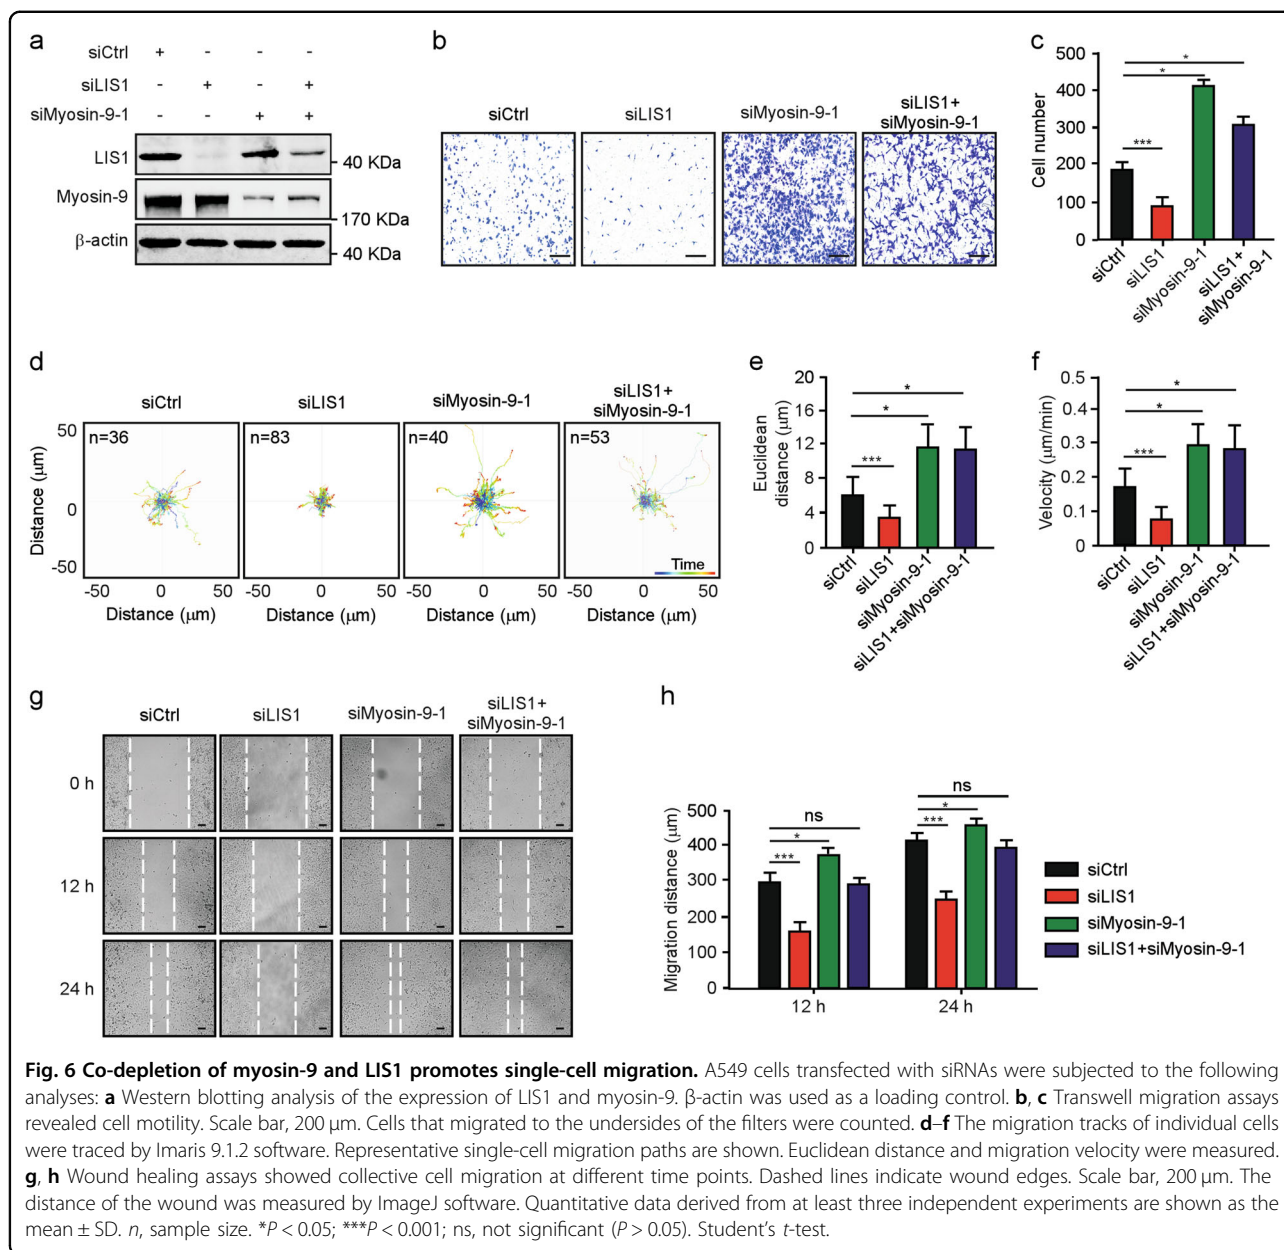 a
siCtrl + - - -
siLIS1 - + - +
siMyosin-9-1 - - + +
LIS1
40 KDa
Myosin-9
170 KDa
β-actin
40 KDa
b
siCtrl siLIS1 siMyosin-9-1 siLIS1+
siMyosin-9-1
c
Cell number
500
400
300
200
100
0
*
*
***
siCtrl
siLIS1
siMyosin-9-1
siLIS1+
siMyosin-9-1
d
siCtrl siLIS1 siMyosin-9-1 siLIS1+
siMyosin-9-1
n=36 n=83 n=40 n=53
Distance (μm)
50
0
-50
Time
-50 0 50 -50 0 50 -50 0 50 -50 0 50
Distance (μm) Distance (μm) Distance (μm) Distance (μm)
e
Euclidean
distance (μm)
20
16
12
8
4
0
*
*
***
siCtrl
siLIS1
siMyosin-9-1
siLIS1+siMyosin-9-1
f
Velocity (μm/min)
0.5
0.4
0.3
0.2
0.1
0
*
*
***
siCtrl
siLIS1
siMyosin-9-1
siLIS1+siMyosin-9-1
g
siCtrl siLIS1 siMyosin-9-1 siLIS1+
siMyosin-9-1
0 h
12 h
24 h
h
Migration distance (μm)
500
400
300
200
100
0
ns
*
***
ns
*
***
12 h 24 h
siCtrl
siLIS1
siMyosin-9-1
siLIS1+siMyosin-9-1
Fig. 6 Co-depletion of myosin-9 and LIS1 promotes single-cell migration. A549 cells transfected with siRNAs were subjected to the following
analyses: a Western blotting analysis of the expression of LIS1 and myosin-9. β-actin was used as a loading control. b, c Transwell migration assays
revealed cell motility. Scale bar, 200 μm. Cells that migrated to the undersides of the filters were counted. d–f The migration tracks of individual cells
were traced by Imaris 9.1.2 software. Representative single-cell migration paths are shown. Euclidean distance and migration velocity were measured.
g, h Wound healing assays showed collective cell migration at different time points. Dashed lines indicate wound edges. Scale bar, 200 μm. The
distance of the wound was measured by ImageJ software. Quantitative data derived from at least three independent experiments are shown as the
mean ± SD. n, sample size. *P < 0.05; ***P < 0.001; ns, not significant (P > 0.05). Student's t-test.